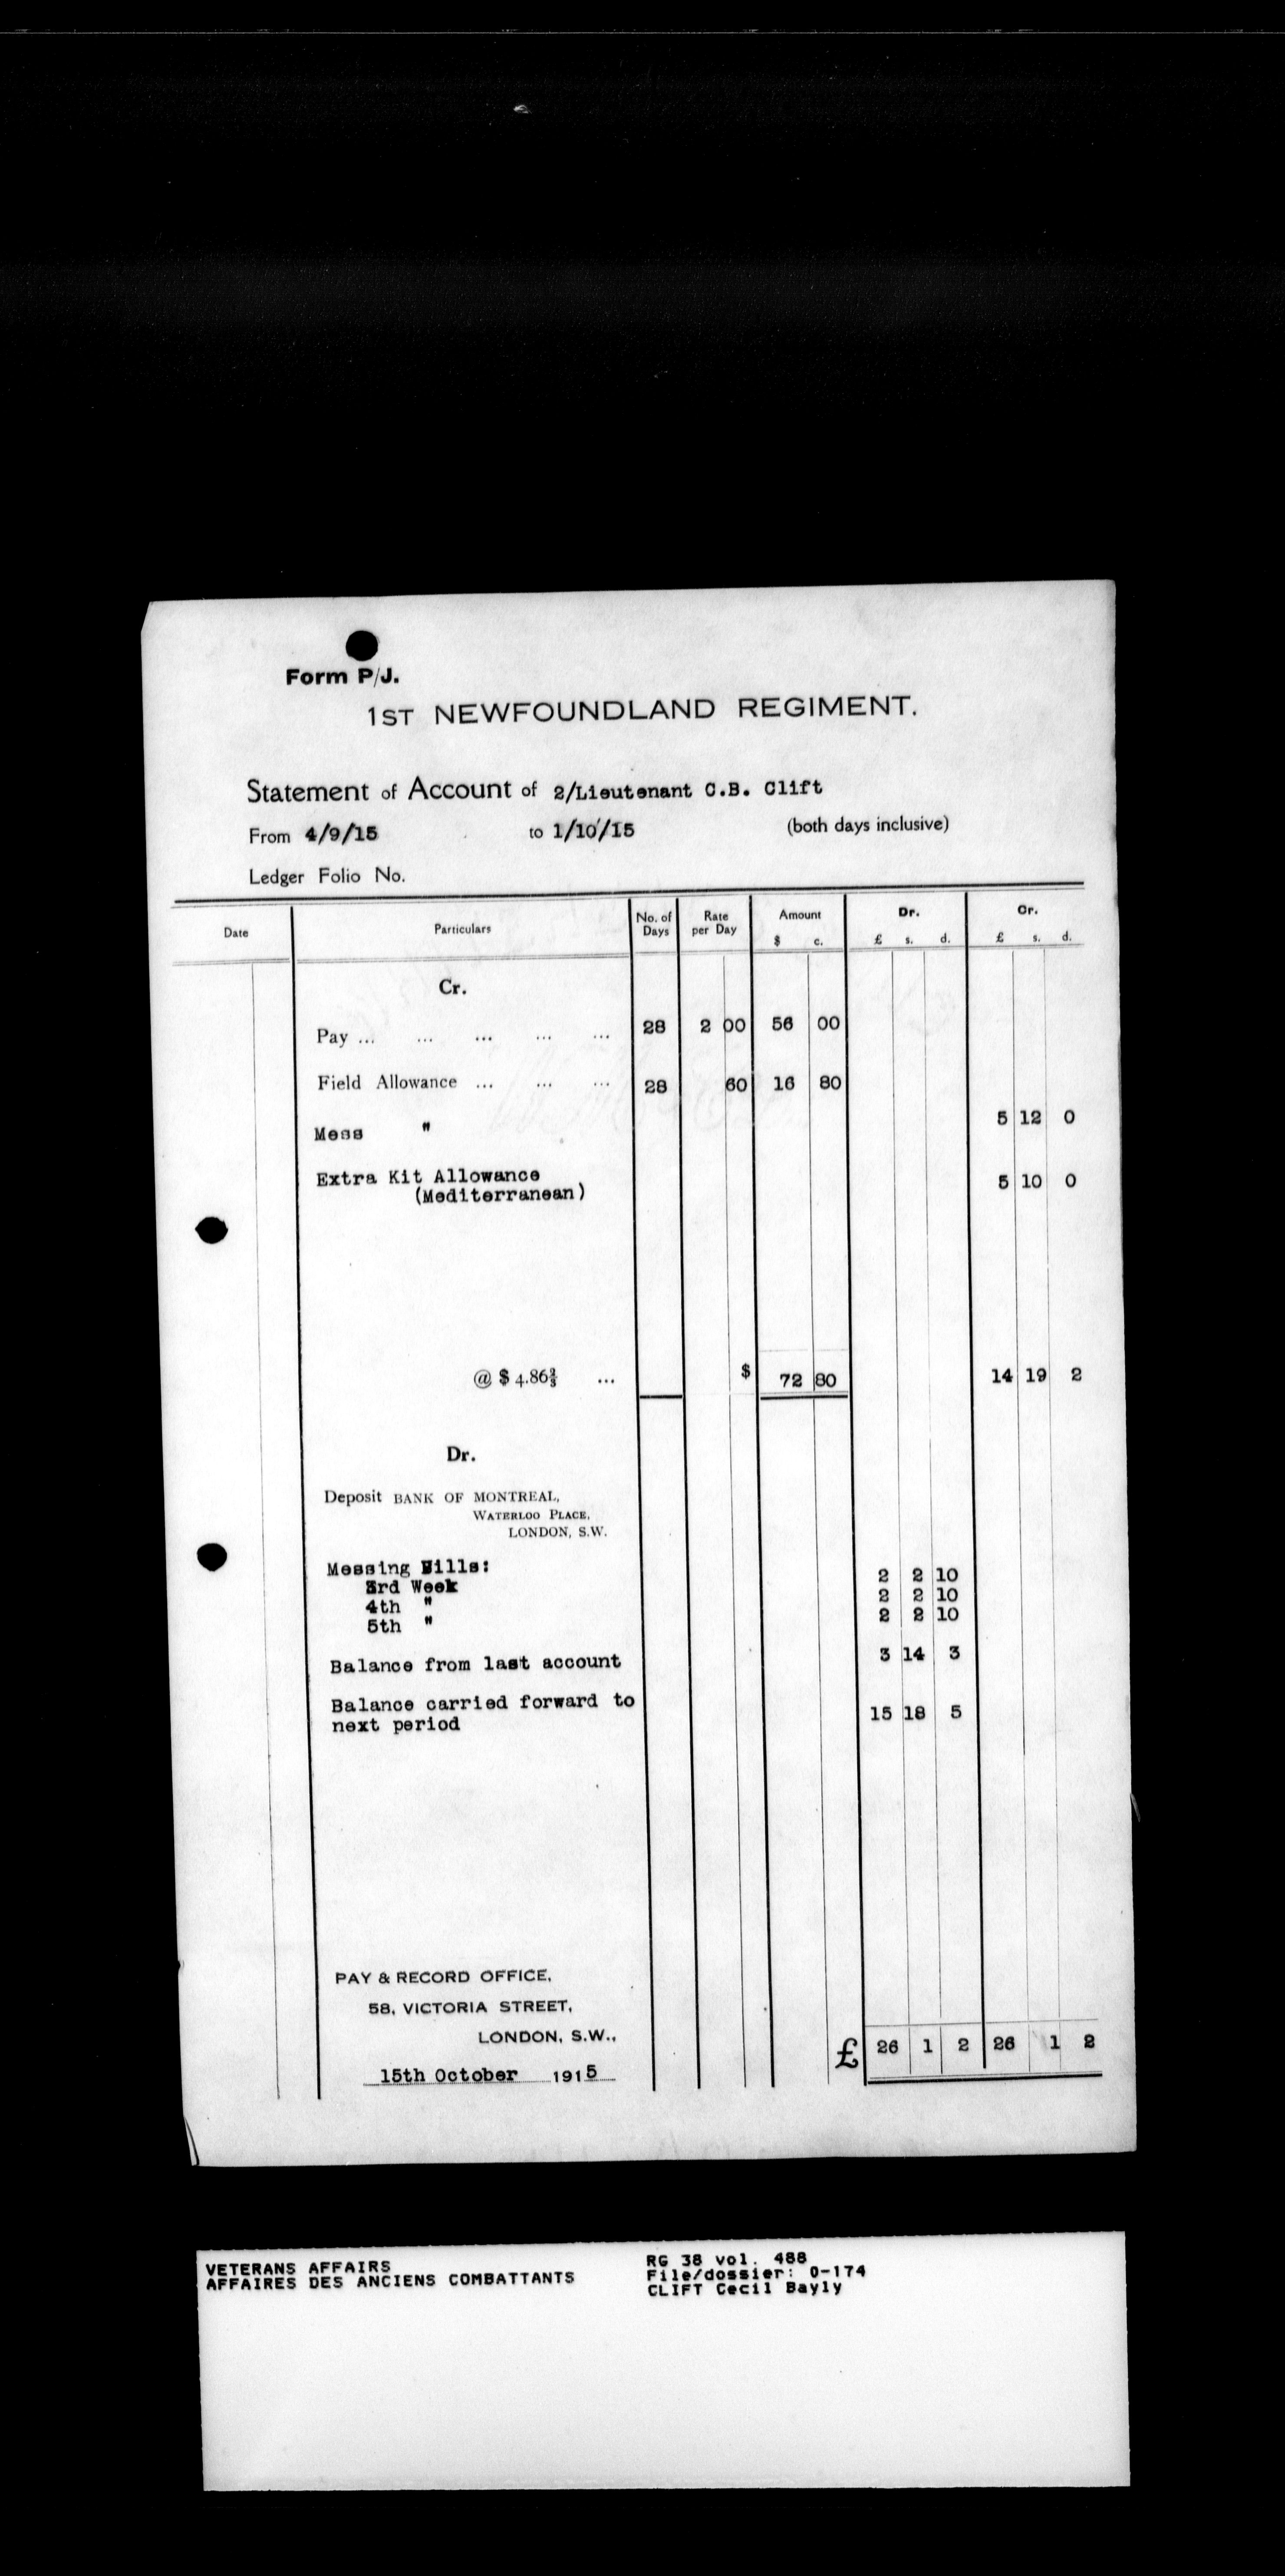 Form P/J.
1ST NEWFOUNDLAND REGIMENT.
Statement of Account of 2/Lieutenant C.B. Clift
From 4/9/15 to 1/10/15 (both days inclusive)
Ledger Folio No.
Date Particulars No. of Days Rate per Day Amount $ c. Dr. £ s. d. Cr. £ s. d.
Cr.
Pay ... ... ... ... ... 28 2 00 56 00
Field Allowance ... ... ... 28 60 16 80
Mess " 5 12 0
Extra Kit Allowance
(Mediterranean) 5 10 0
@ $ 4.86⅔ ... $ 72 80 14 19 2
Dr.
Deposit BANK OF MONTREAL,
WATERLOO PLACE,
LONDON, S.W.
Messing Bills:
3rd Week 2 2 10
4th " 2 2 10
5th " 2 2 10
Balance from last account 3 14 3
Balance carried forward to
next period 15 18 5
PAY & RECORD OFFICE,
58, VICTORIA STREET,
LONDON, S.W.,
£ 26 1 2 26 1 2
15th October 1915
VETERANS AFFAIRS
AFFAIRES DES ANCIENS COMBATTANTS
RG 38 vol. 488
File/dossier: 0-174
CLIFT Cecil Bayly